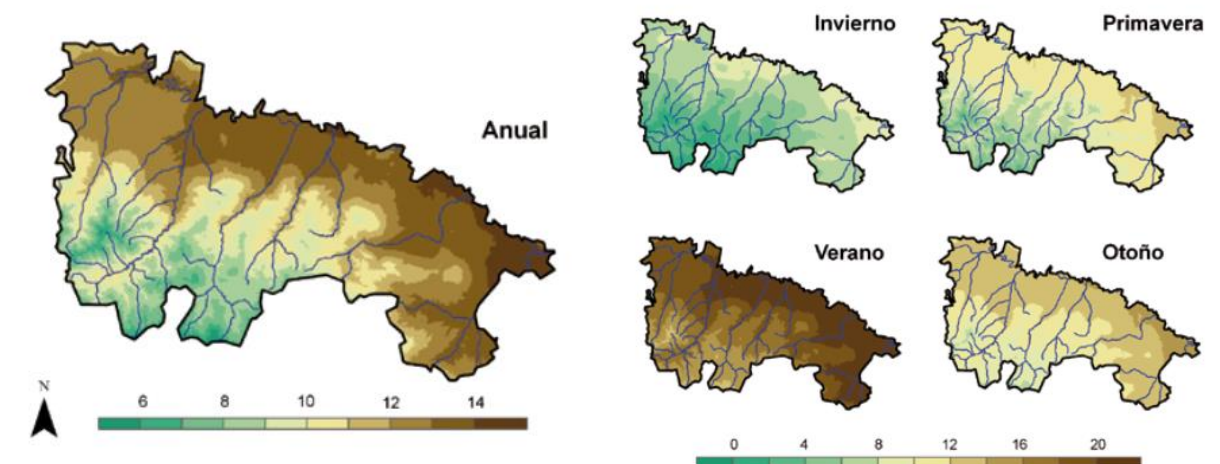 Anual
N
6 8 10 12 14
Invierno Primavera
Verano Otoño
0 4 8 12 16 20